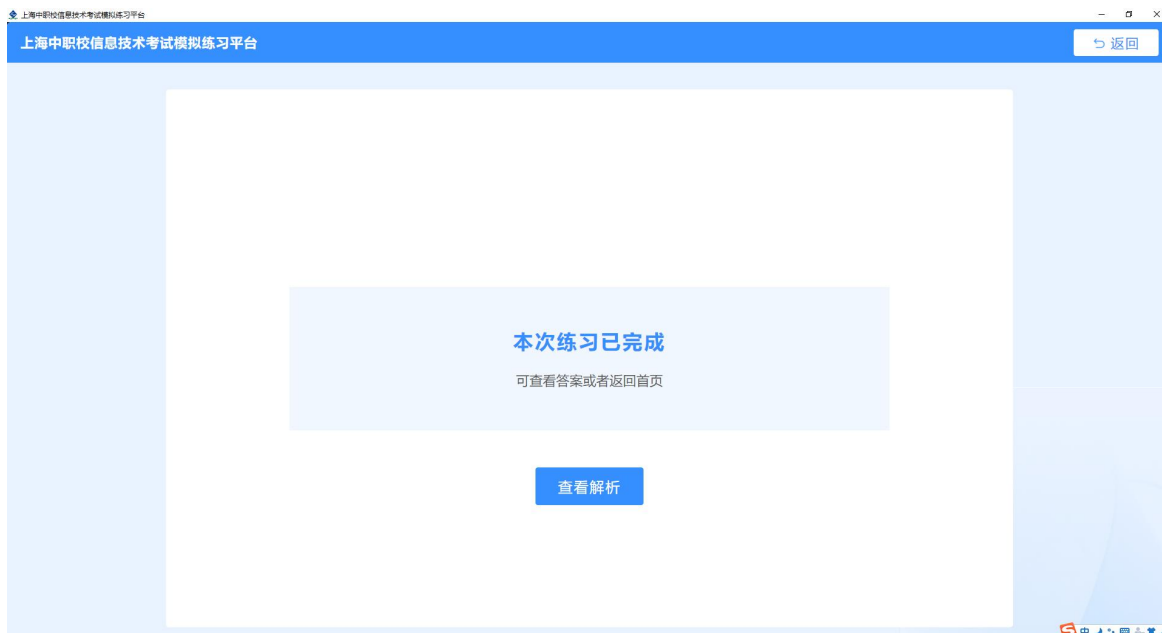 上海中职校信息技术考试模拟练习平台
上海中职校信息技术考试模拟练习平台
返回
本次练习已完成
可查看答案或者返回首页
查看解析
中